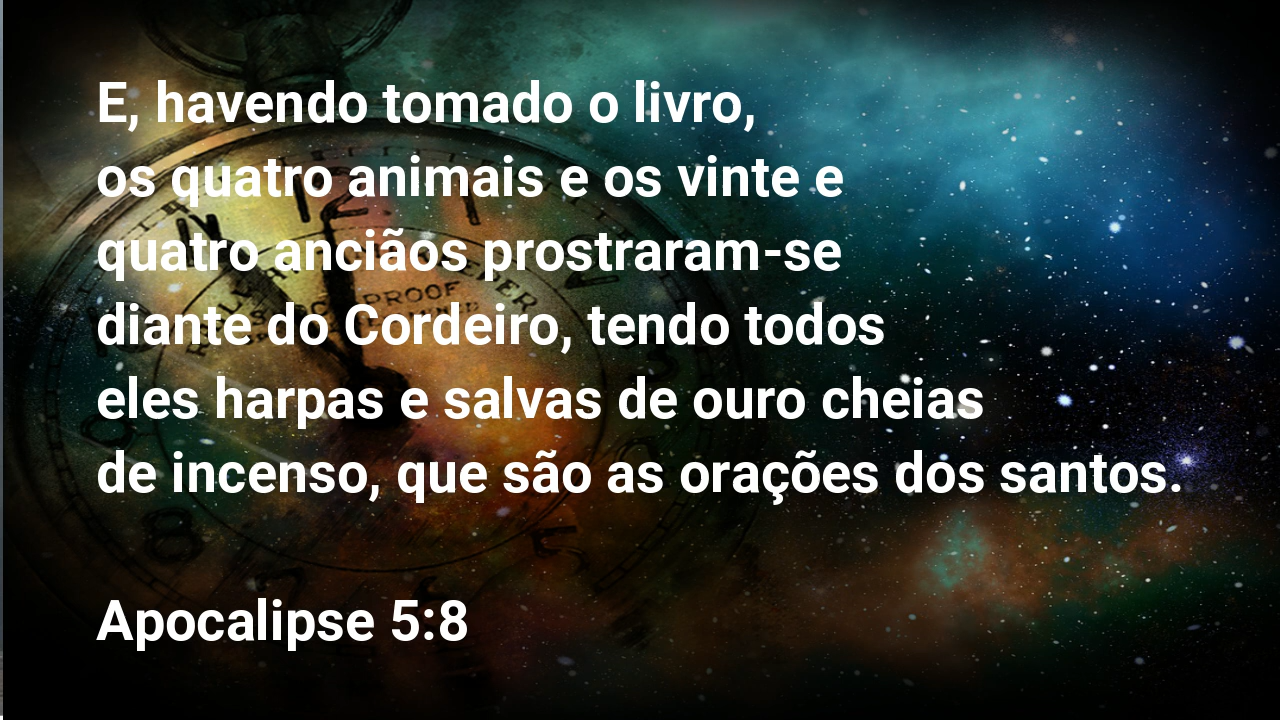 E, havendo tomado o livro,
os quatro animais e os vinte e
quatro anciãos prostraram-se
diante do Cordeiro, tendo todos
eles harpas e salvas de ouro cheias
de incenso, que são as orações dos santos.
Apocalipse 5:8